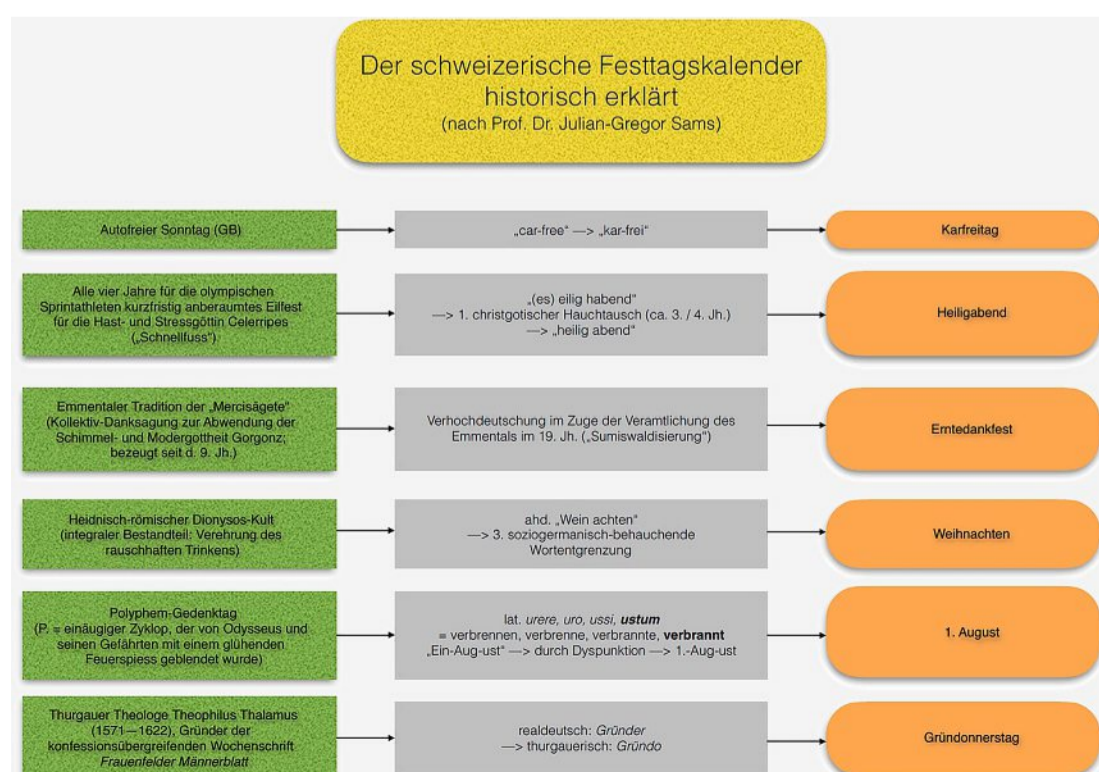 Der schweizerische Festtagskalender
historisch erklärt
(nach Prof. Dr. Julian-Gregor Sams)
Autofreier Sonntag (GB)
„car-free“ —> „kar-frei“
Karfreitag
Alle vier Jahre für die olympischen
Sprintathleten kurzfristig anberaumtes Eilfest
für die Hast- und Stressgöttin Celerripes
(„Schnellfuss“)
„(es) eilig habend“
—> 1. christgotischer Hauchtausch (ca. 3. / 4. Jh.)
—> „heilig abend“
Heiligabend
Emmentaler Tradition der „Mercisägete“
(Kollektiv-Danksagung zur Abwendung der
Schimmel- und Modergottheit Gorgonz;
bezeugt seit d. 9. Jh.)
Verhochdeutschung im Zuge der Veramtlichung des
Emmentals im 19. Jh. („Sumiswaldisierung“)
Erntedankfest
Heidnisch-römischer Dionysos-Kult
(integraler Bestandteil: Verehrung des
rauschhaften Trinkens)
ahd. „Wein achten“
—> 3. soziogermanisch-behauchende
Wortentgrenzung
Weihnachten
Polyphem-Gedenktag
(P. = einäugiger Zyklop, der von Odysseus und
seinen Gefährten mit einem glühenden
Feuerspiess geblendet wurde)
lat. urere, uro, ussi, ustum
= verbrennen, verbrenne, verbrannte, verbrannt
„Ein-Aug-ust“ —> durch Dyspunktion —> 1.-Aug-ust
1. August
Thurgauer Theologe Theophilus Thalamus
(1571—1622), Gründer der
konfessionsübergreifenden Wochenschrift
Frauenfelder Männerblatt
realdeutsch: Gründer
—> thurgauerisch: Gründo
Gründonnerstag